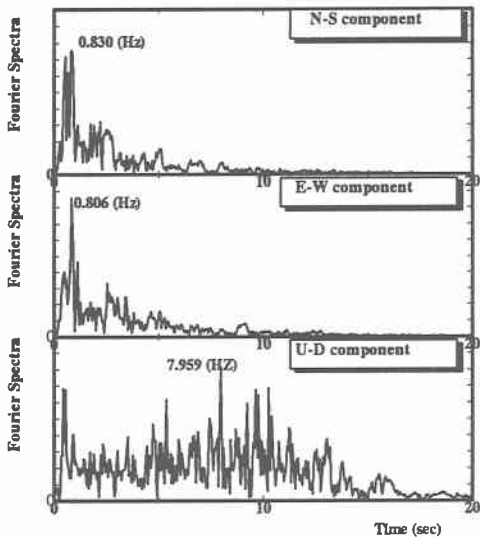 N-S component
0.830 (Hz)
Fourier Spectra
0
10
20
E-W component
0.806 (Hz)
Fourier Spectra
0
10
20
U-D component
7.959 (HZ)
Fourier Spectra
0
0
10
20
Time (sec)